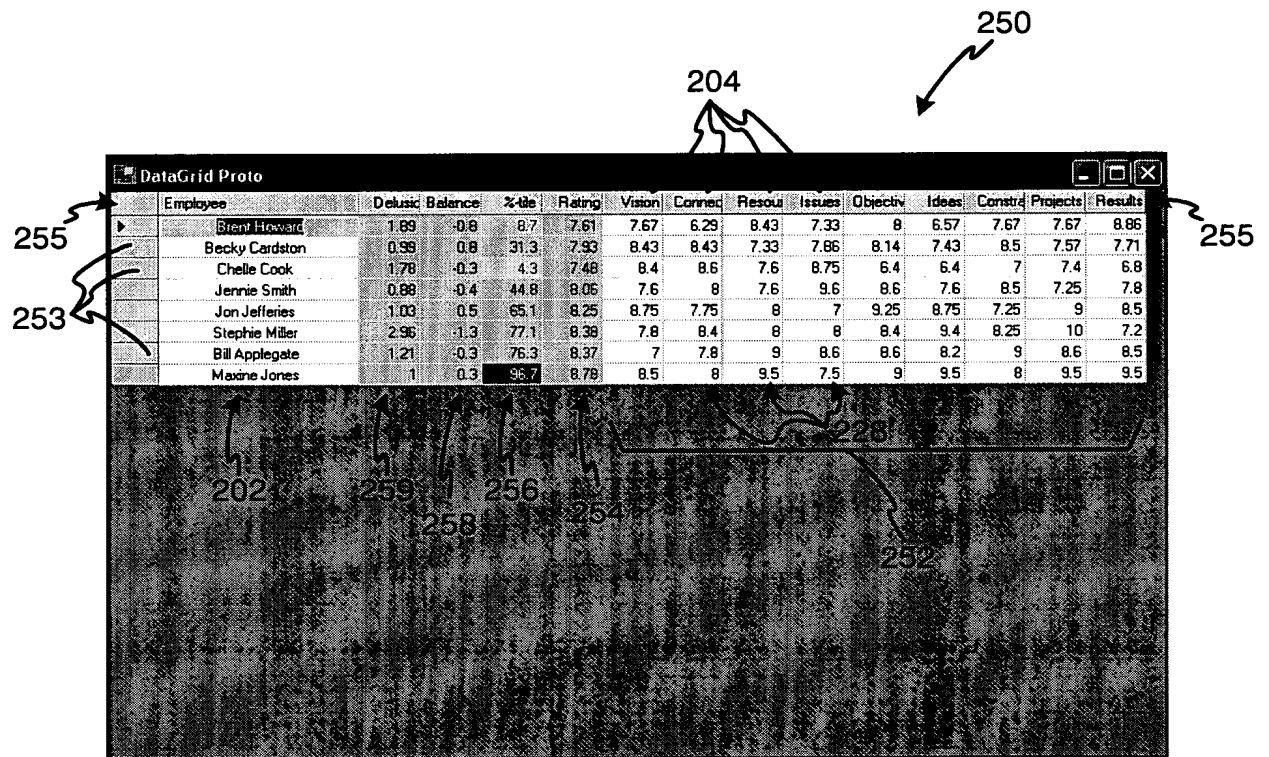 250
204
DataGrid Proto
Employee Delusic Balance %-tile Rating Vision Connec Resour Issues Objectiv Ideas Constra Projects Results
255
255
Brent Howard 1.89 -0.8 8.7 7.61 7.67 6.29 8.43 7.33 8 6.57 7.67 7.67 8.86
Becky Cardston 0.99 0.8 31.3 7.93 8.43 8.43 7.33 7.86 8.14 7.43 8.5 7.57 7.71
Chelle Cook 1.78 -0.3 4.3 7.48 8.4 8.6 7.6 8.75 6.4 6.4 7 7.4 6.8
Jennie Smith 0.88 -0.4 44.8 8.06 7.6 8 7.6 9.6 8.6 7.6 8.5 7.25 7.8
253
Jon Jefferies 1.03 0.5 65.1 8.25 8.75 7.75 8 7 9.25 8.75 7.25 9 8.5
Stephie Miller 2.96 -1.3 77.1 8.38 7.8 8.4 8 8 8.4 9.4 8.25 10 7.2
Bill Applegate 1.21 -0.3 76.3 8.37 7 7.8 9 8.6 8.6 8.2 9 8.6 8.5
Maxine Jones 1 0.3 96.7 8.78 8.5 8 9.5 7.5 9 9.5 8 9.5 9.5
228
202 259 256 254
258
252